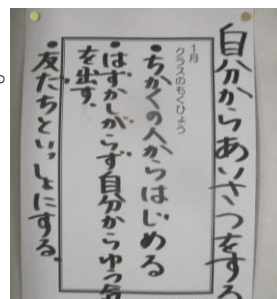 自分からあいさつをする
1月
クラスのもくひょう
・ちかくの人からはじめる
・はずかしがらず自分からゆう気
を出す。
・友だちといっしょにする。